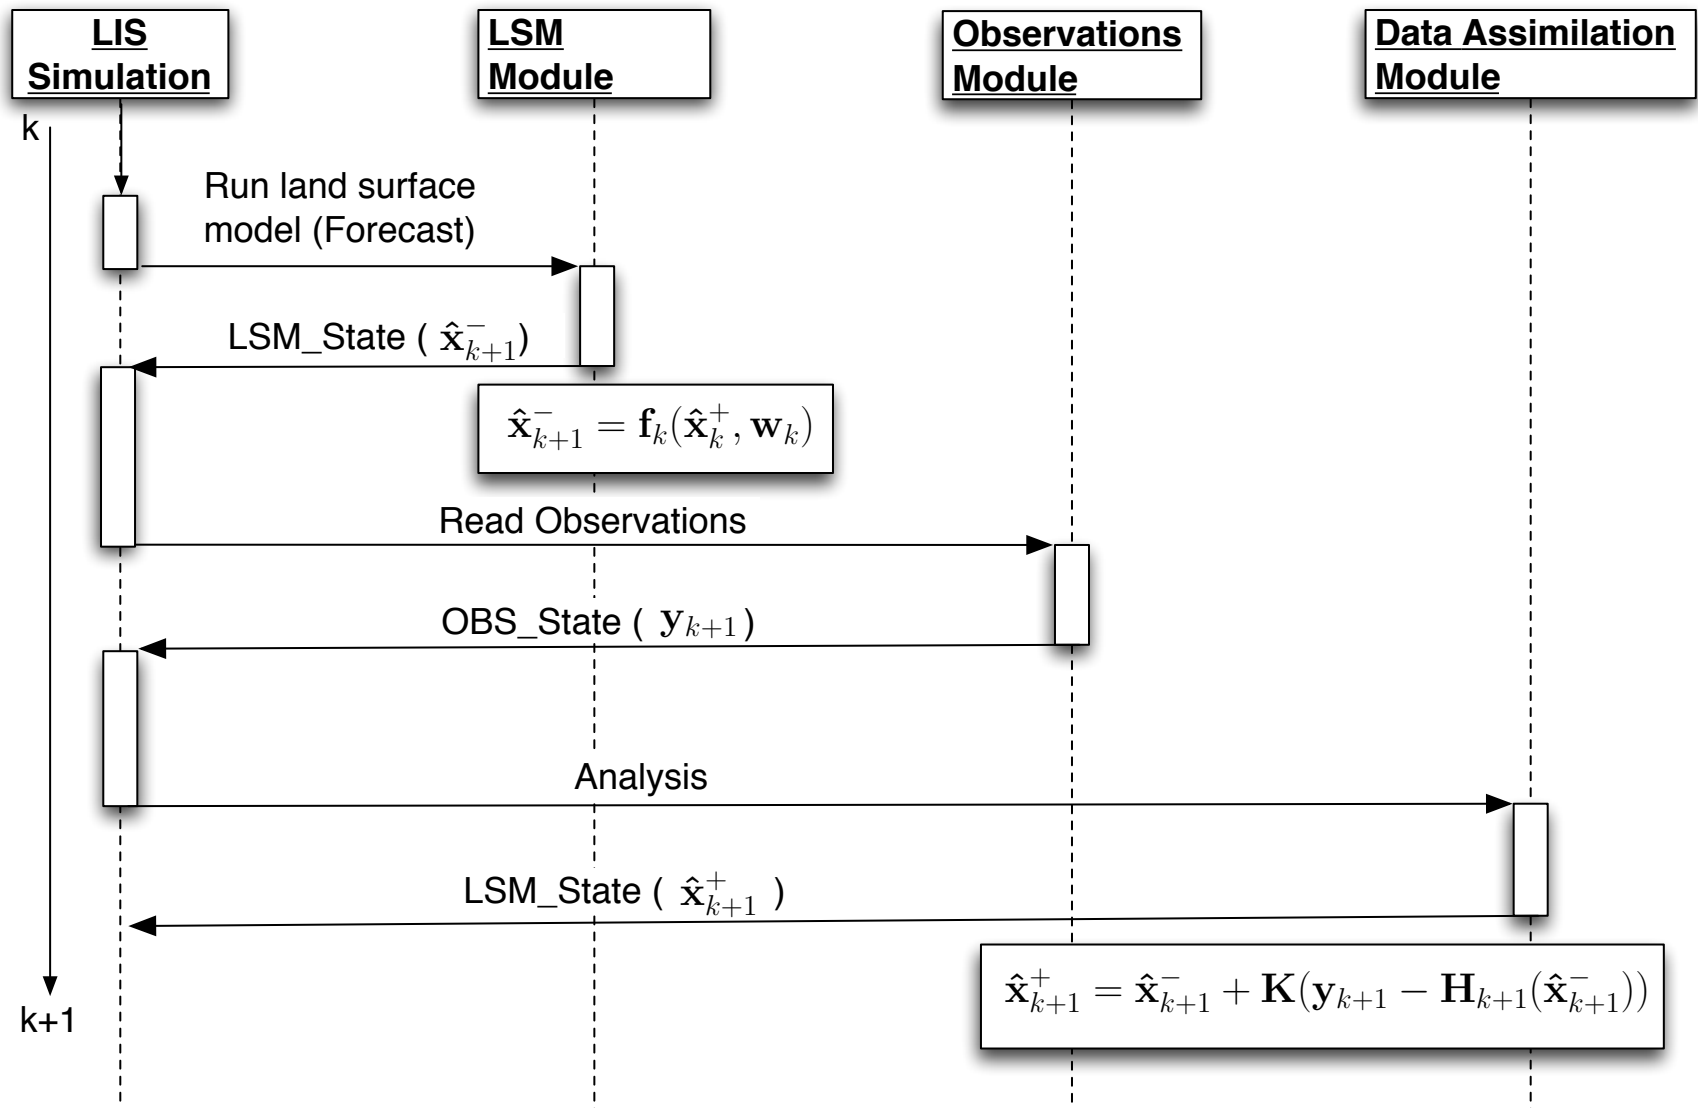 LIS
Simulation
LSM
Module
Observations
Module
Data Assimilation
Module
k
Run land surface
model (Forecast)
LSM_State ( x̂⁻ₖ₊₁)
x̂⁻ₖ₊₁ = fₖ(x̂⁺ₖ, wₖ)
Read Observations
OBS_State ( yₖ₊₁)
Analysis
LSM_State ( x̂⁺ₖ₊₁ )
x̂⁺ₖ₊₁ = x̂⁻ₖ₊₁ + K(yₖ₊₁ − Hₖ₊₁(x̂⁻ₖ₊₁))
k+1